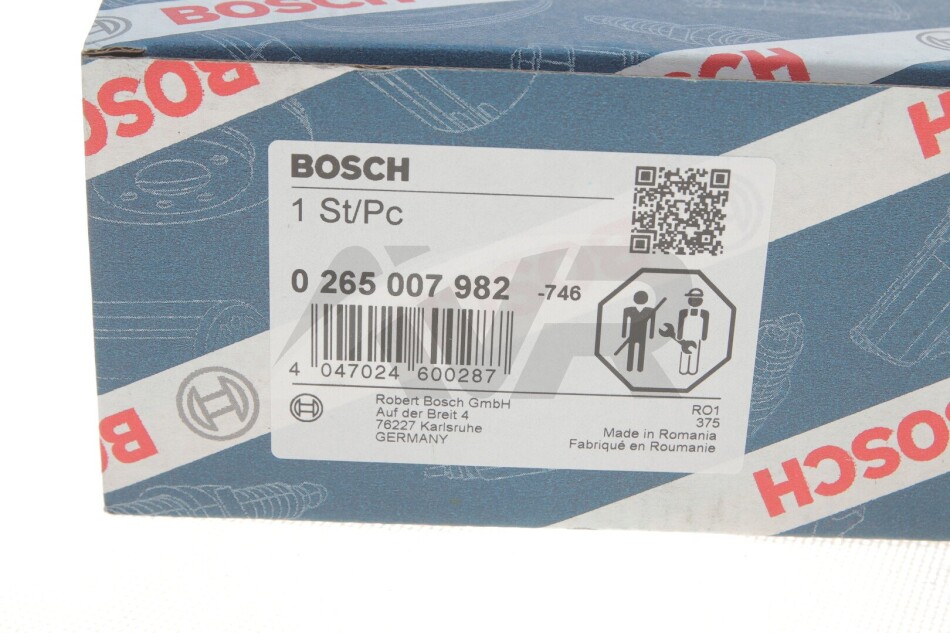 BOSCH
BOSCH
BOSCH
BOSCH
1 St/Pc
0 265 007 982 -746
4 047024 600287
Robert Bosch GmbH
Auf der Breit 4
76227 Karlsruhe
GERMANY
RO1
375
Made in Romania
Fabriqué en Roumanie
AVR
BOSCH